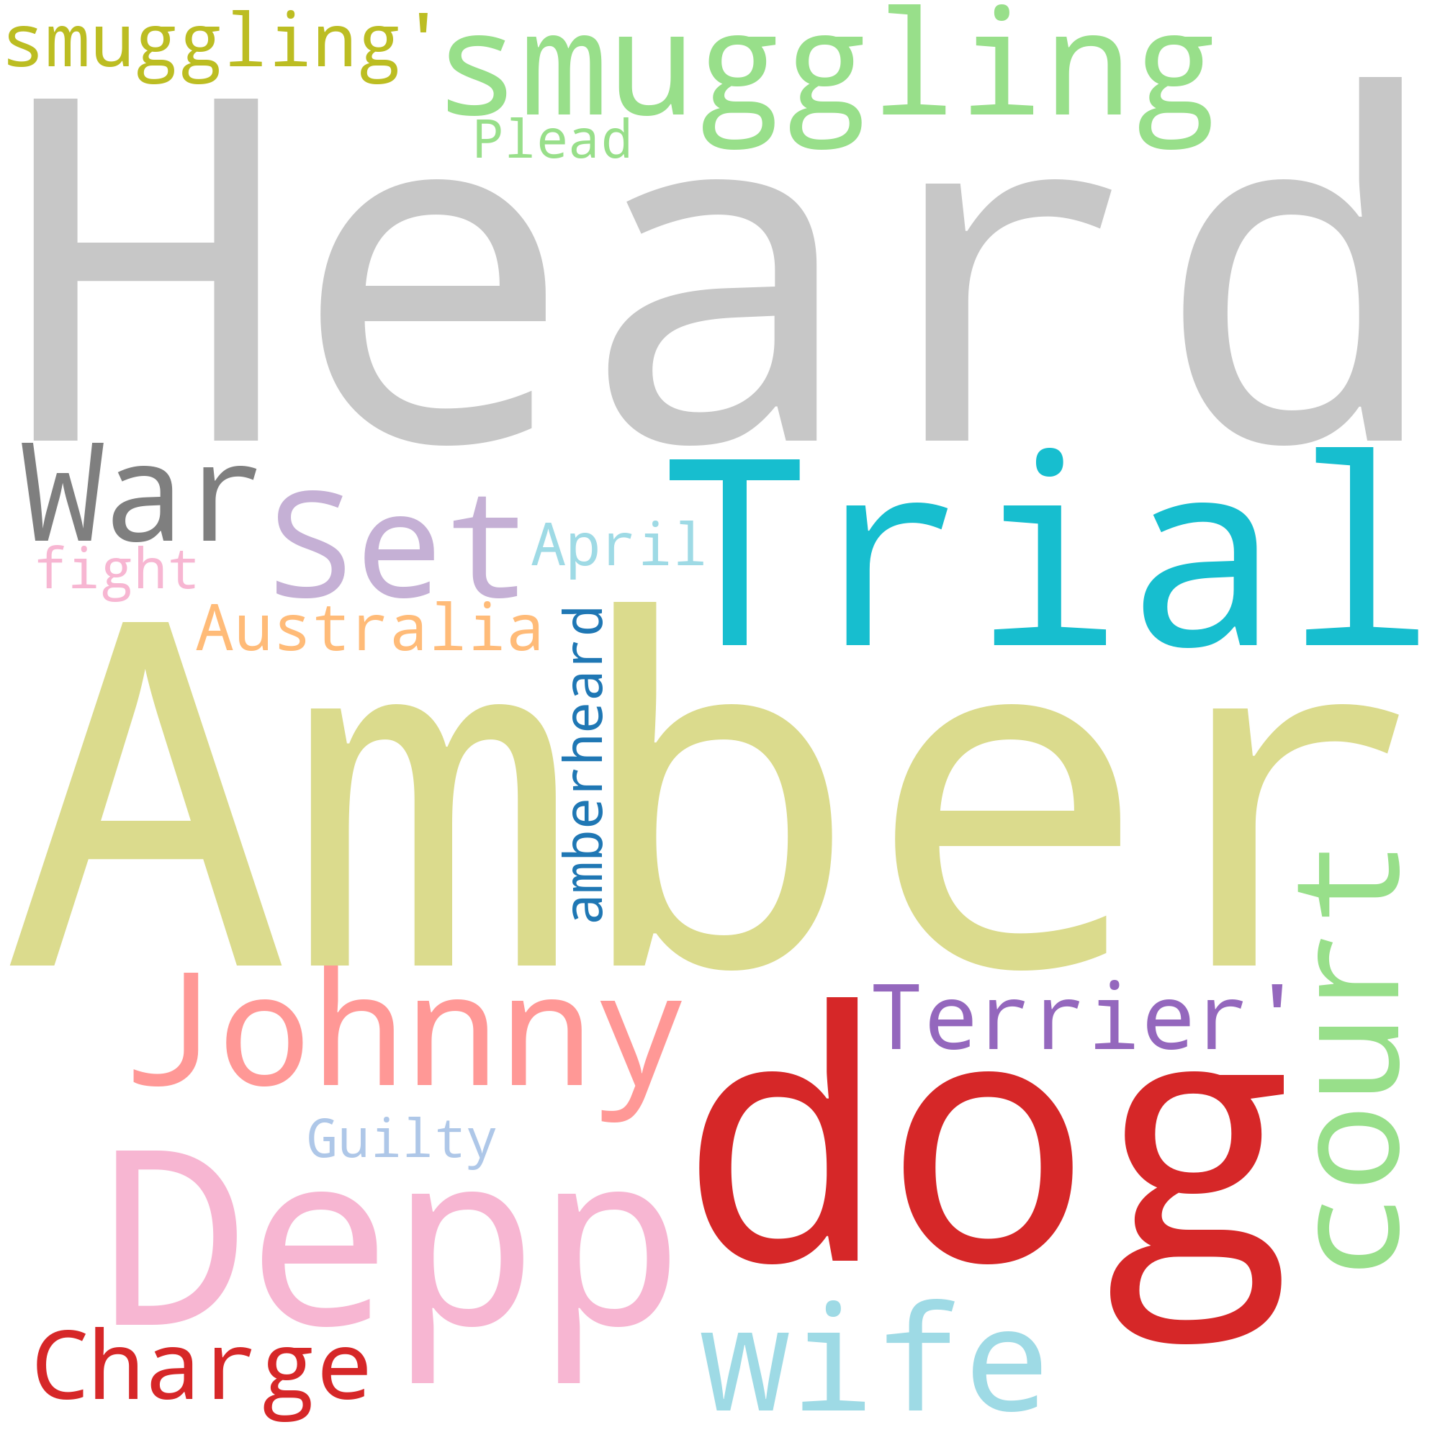 smuggling' smuggling
Plead
Heard
War Set April Trial
fight
Australia
amberheard
Amber
court
Johnny Terrier'
dog
Guilty
Depp
Charge wife